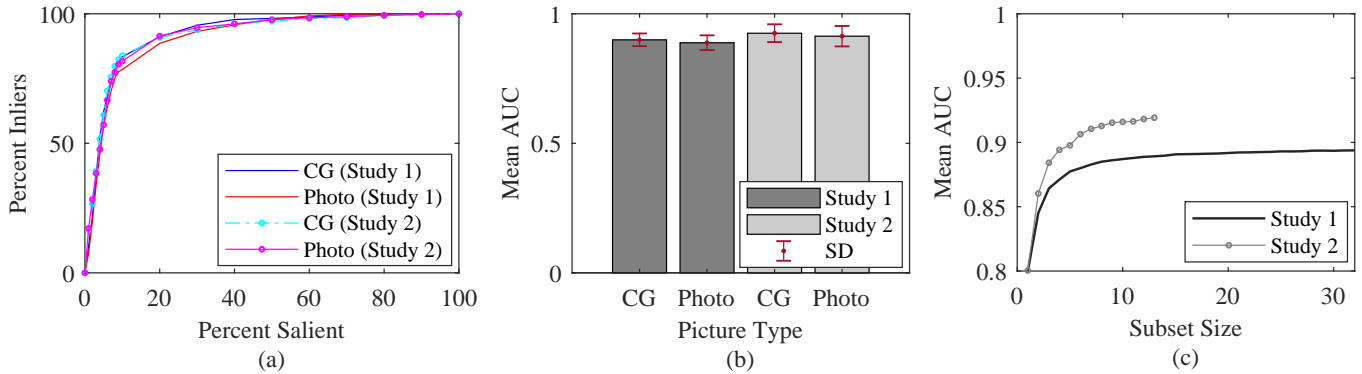 100
50
0
Percent Inliers
CG (Study 1)
Photo (Study 1)
CG (Study 2)
Photo (Study 2)
0 20 40 60 80 100
Percent Salient
(a)
1
0.5
0
Mean AUC
Study 1
Study 2
SD
CG Photo CG Photo
Picture Type
(b)
1
0.95
0.9
0.85
0.8
Mean AUC
Study 1
Study 2
0 10 20 30
Subset Size
(c)